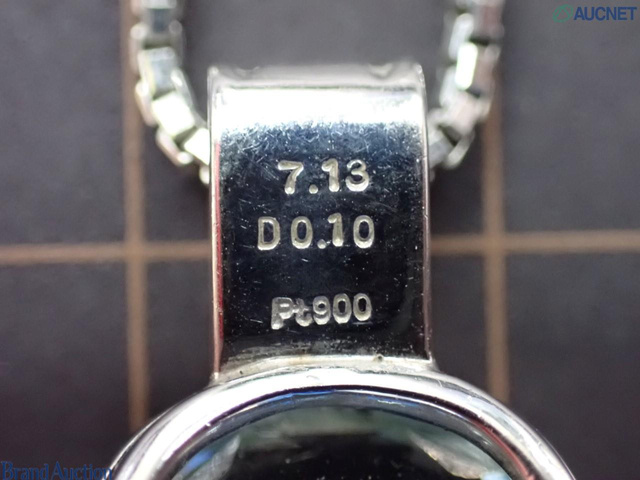 AUCNET
7.13
D0.10
Pt900
Brand Auction